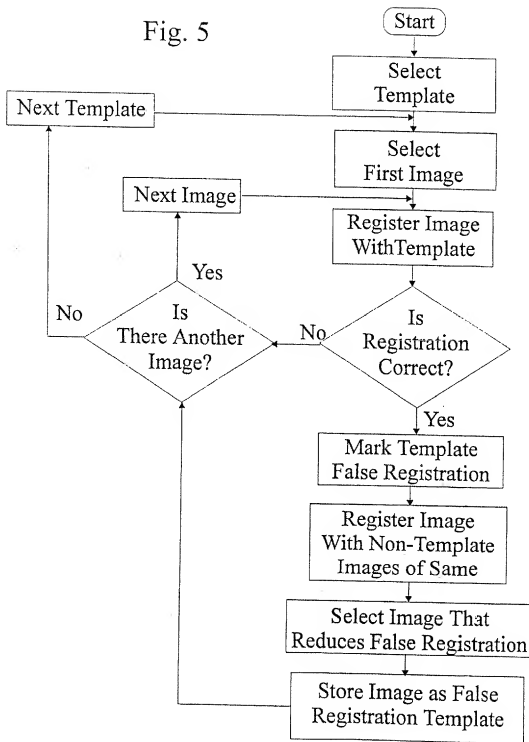 Fig. 5
Start
Select
Template
Next Template
Select
First Image
Next Image
Register Image
WithTemplate
Yes
No
Is
There Another
Image?
No
Is
Registration
Correct?
Yes
Mark Template
False Registration
Register Image
With Non-Template
Images of Same
Select Image That
Reduces False Registration
Store Image as False
Registration Template